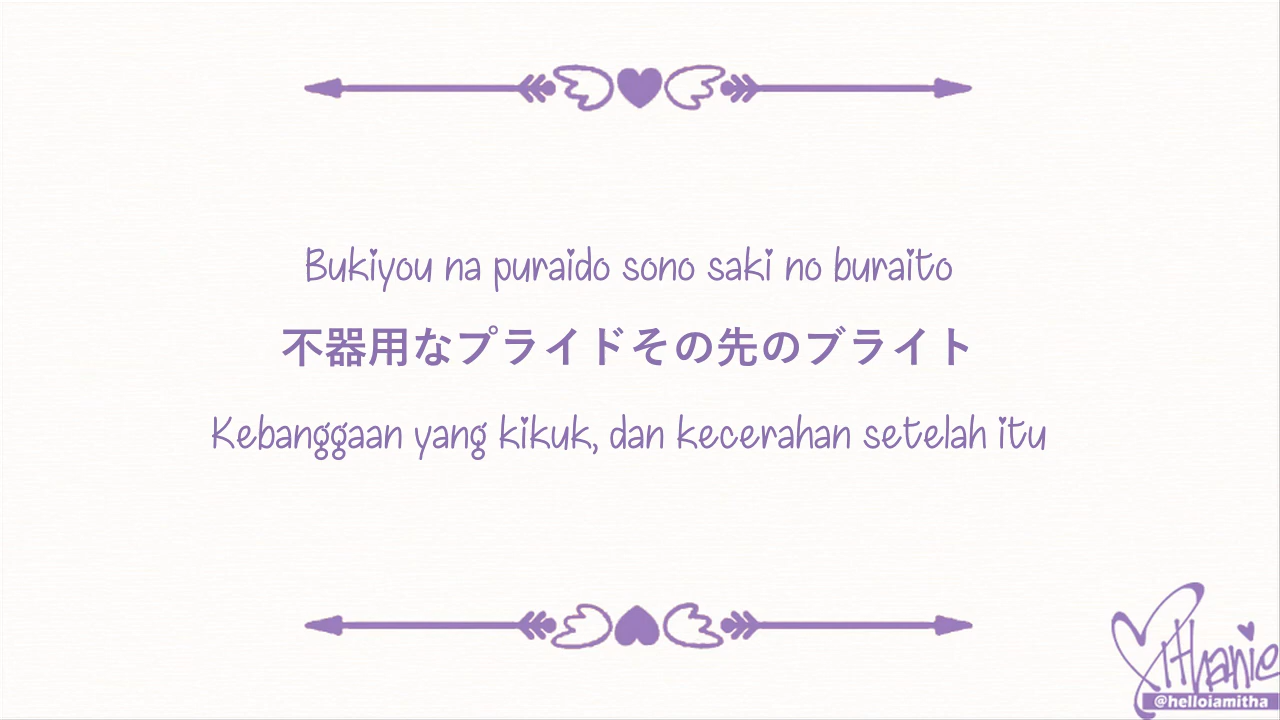 Bukiyou na puraido sono saki no buraito
不器用なプライドその先のブライト
Kebanggaan yang kikuk, dan kecerahan setelah itu
Mithanie
@helloiamitha